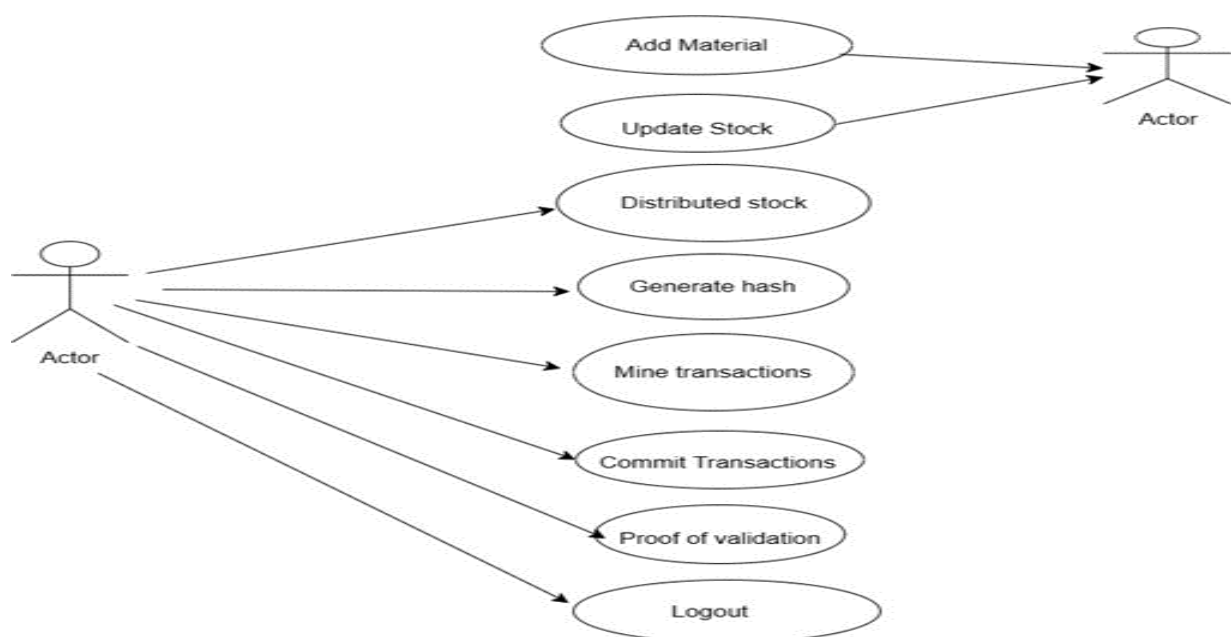 Add Material
Actor
Update Stock
Distributed stock
Generate hash
Actor
Mine transactions
Commit Transactions
Proof of validation
Logout